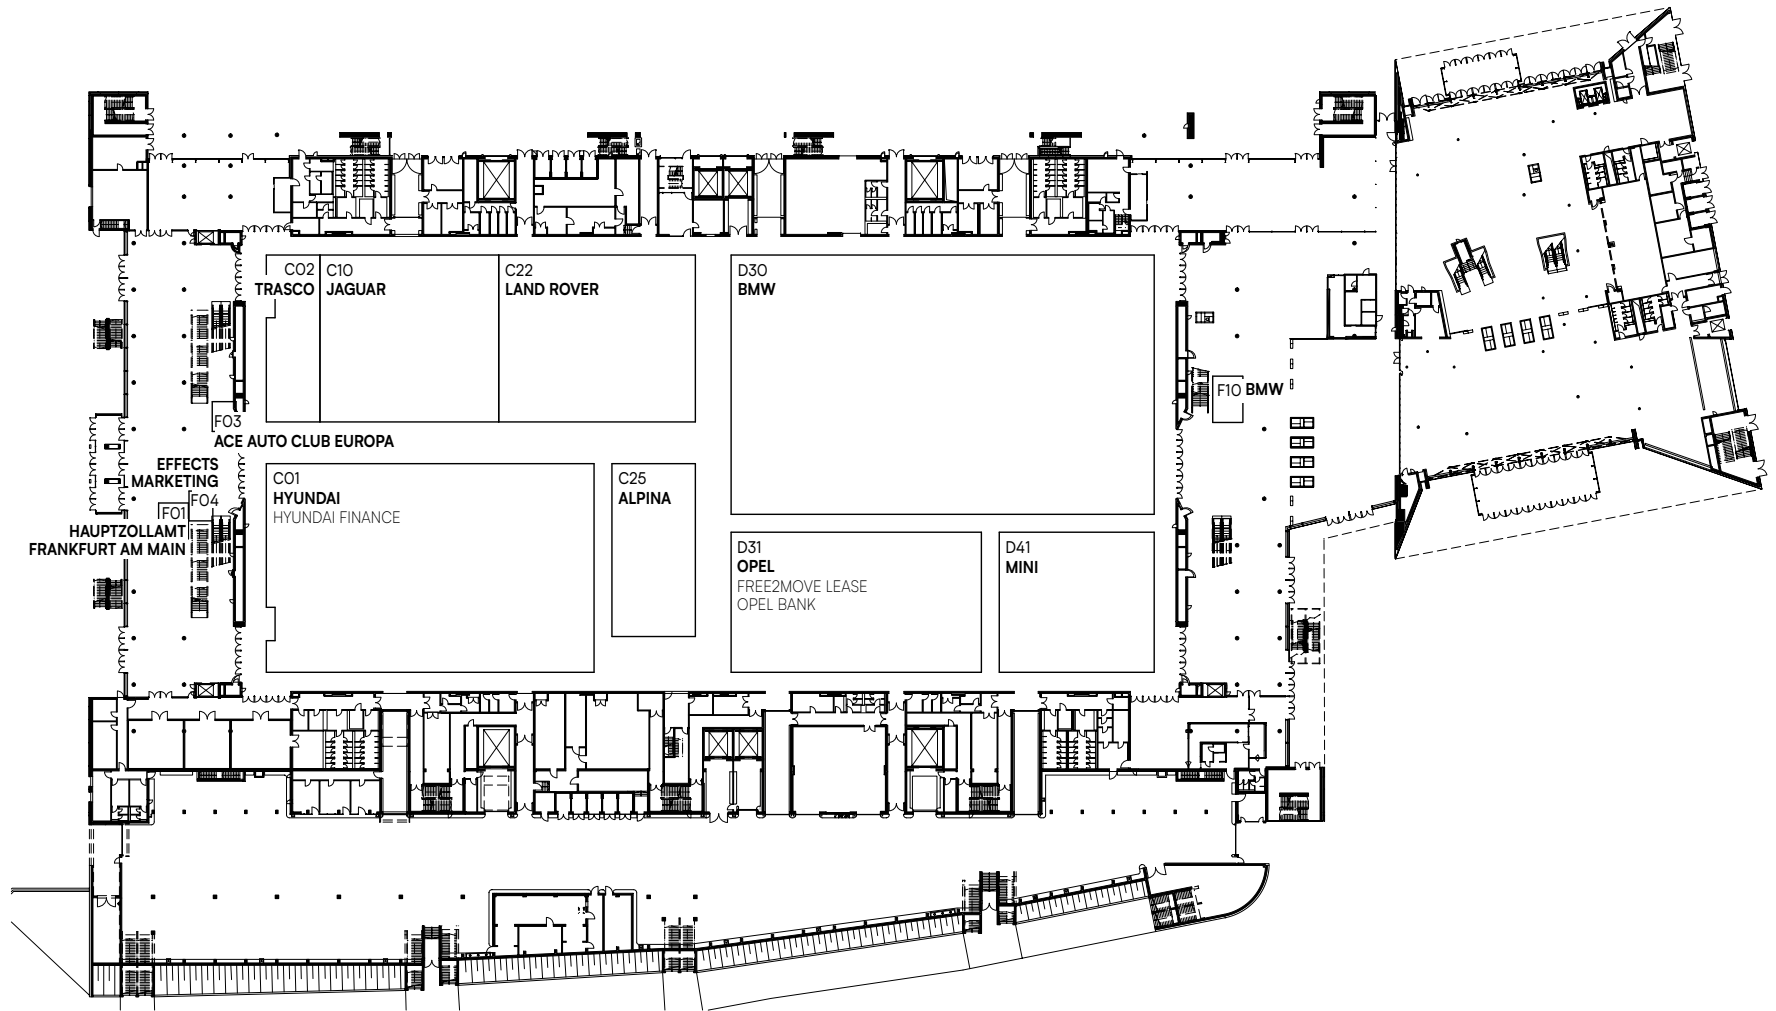 C02
TRASCO
C10
JAGUAR
C22
LAND ROVER
D30
BMW
F10 BMW
F03
ACE AUTO CLUB EUROPA
EFFECTS
MARKETING
F04
F01
HAUPTZOLLAMT
FRANKFURT AM MAIN
C01
HYUNDAI
HYUNDAI FINANCE
C25
ALPINA
D31
OPEL
FREE2MOVE LEASE
OPEL BANK
D41
MINI